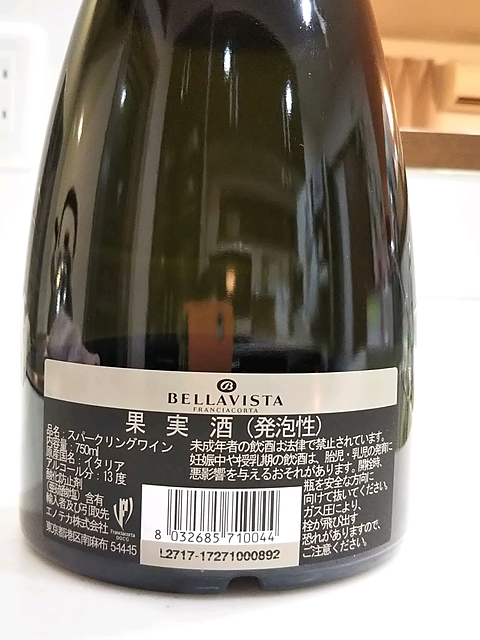 BELLAVISTA
FRANCIACORTA
果実酒（発泡性）
品名：スパークリングワイン
内容量：750ml
原産国名：イタリア
アルコール分：13度
酸化防止剤
（亜硫酸塩）含有
輸入者及び引取先
エノテカ株式会社
東京都港区南麻布 5-14-15
未成年者の飲酒は法律で禁止されています。
妊娠中や授乳期の飲酒は、胎児・乳児の発育に
悪影響を与えるおそれがあります。開栓時、
瓶を安全な方向に
向けて抜いてください。
ガス圧により、
栓が飛び出す
恐れがありますので、
ご注意ください。
Franciacorta
DOCG
8 032685 710044
L2717-17271000892